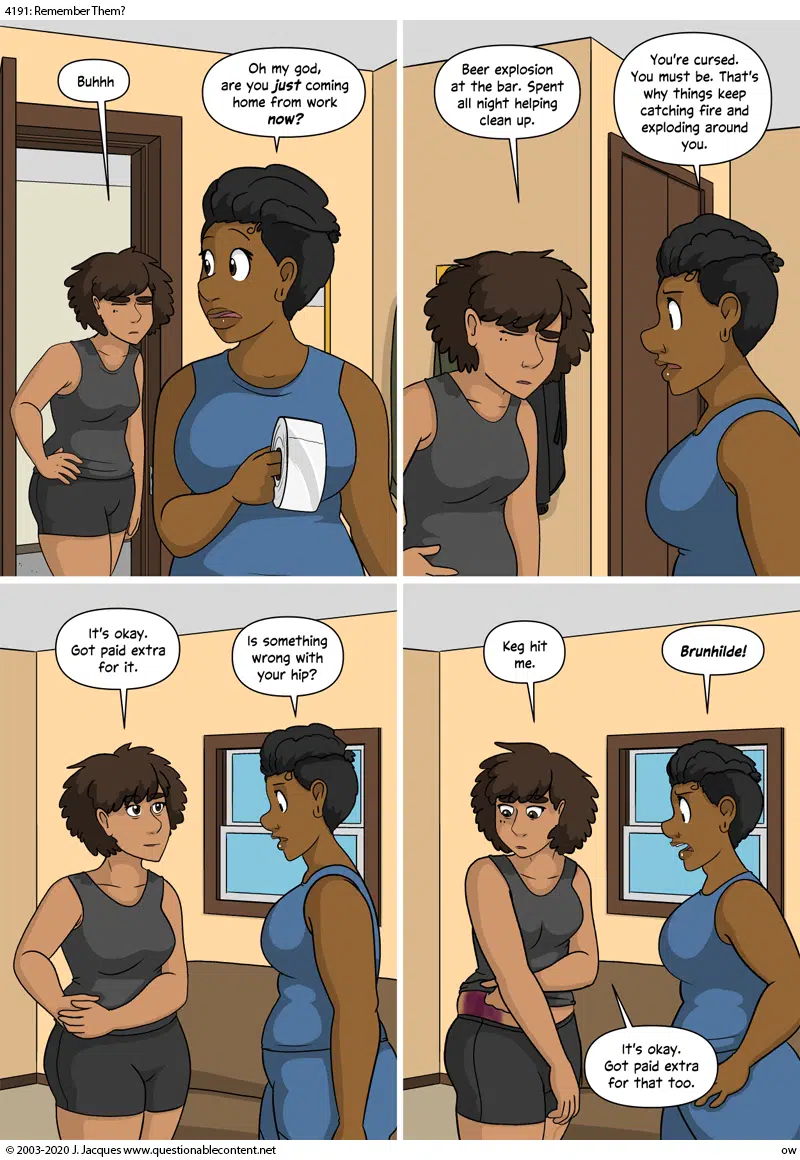 4191: Remember Them?
Buhhh
Oh my god,
are you just coming
home from work
now?
Beer explosion
at the bar. Spent
all night helping
clean up.
You're cursed.
You must be. That's
why things keep
catching fire and
exploding around
you.
It's okay.
Got paid extra
for it.
Is something
wrong with
your hip?
Keg hit
me.
Brunhilde!
It's okay.
Got paid extra
for that too.
© 2003-2020 J. Jacques www.questionablecontent.net
ow